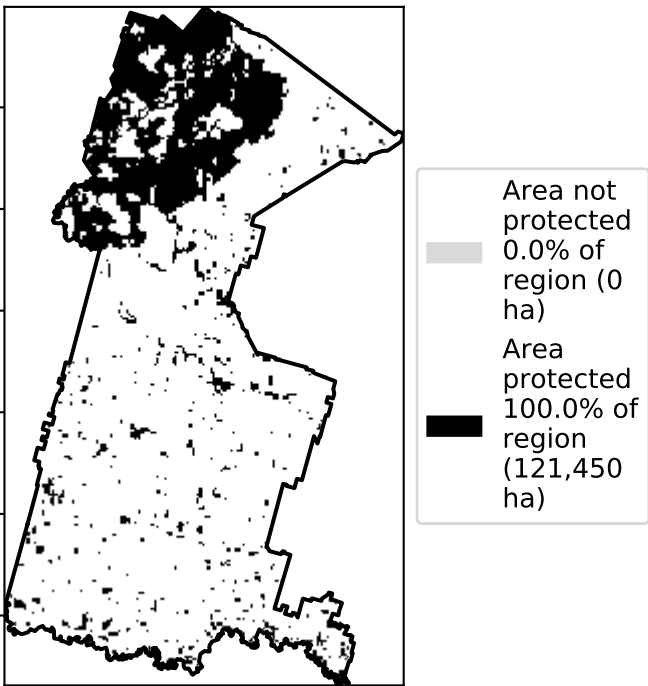 Area not
protected
0.0% of
region (0
ha)
Area
protected
100.0% of
region
(121,450
ha)